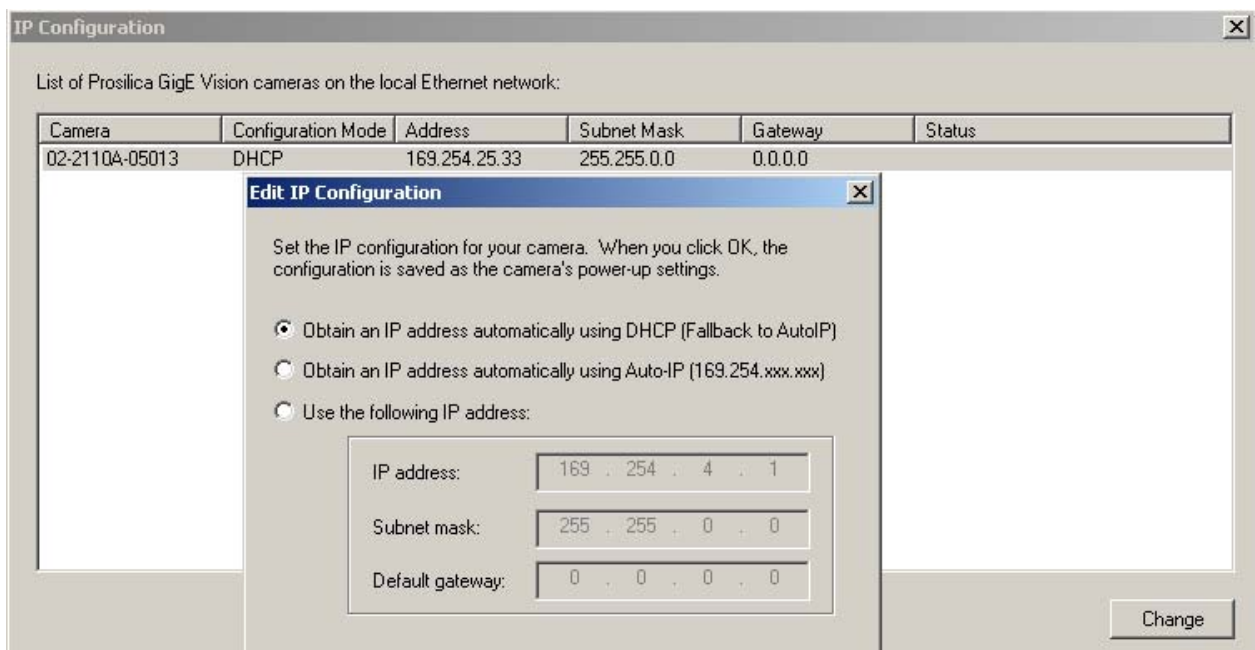 IP Configuration
List of Prosilica GigE Vision cameras on the local Ethernet network:
Camera Configuration Mode Address Subnet Mask Gateway Status
02-2110A-05013 DHCP 169.254.25.33 255.255.0.0 0.0.0.0
Edit IP Configuration
Set the IP configuration for your camera. When you click OK, the
configuration is saved as the camera's power-up settings.
Obtain an IP address automatically using DHCP (Fallback to AutoIP)
Obtain an IP address automatically using Auto-IP (169.254.xxx.xxx)
Use the following IP address:
IP address: 169 . 254 . 4 . 1
Subnet mask: 255 . 255 . 0 . 0
Default gateway: 0 . 0 . 0 . 0
Change